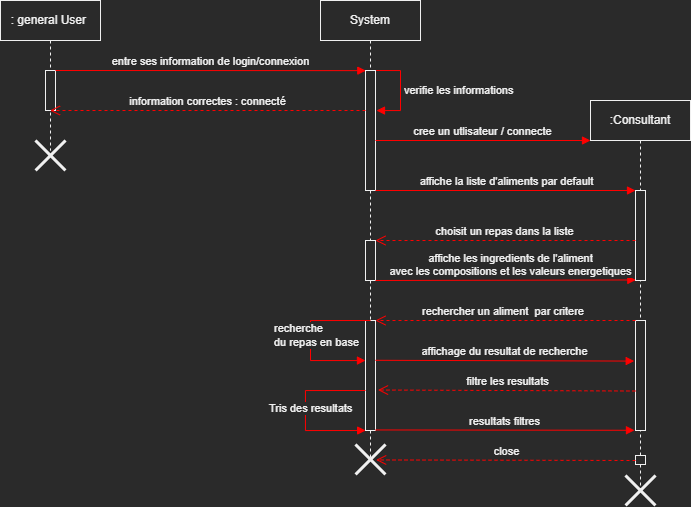 : general User
System
entre ses information de login/connexion
verifie les informations
information correctes : connecté
:Consultant
cree un utlisateur / connecte
affiche la liste d'aliments par default
choisit un repas dans la liste
affiche les ingredients de l'aliment
avec les compositions et les valeurs energetiques
rechercher un aliment  par critere
recherche
du repas en base
affichage du resultat de recherche
filtre les resultats
Tris des resultats
resultats filtres
close